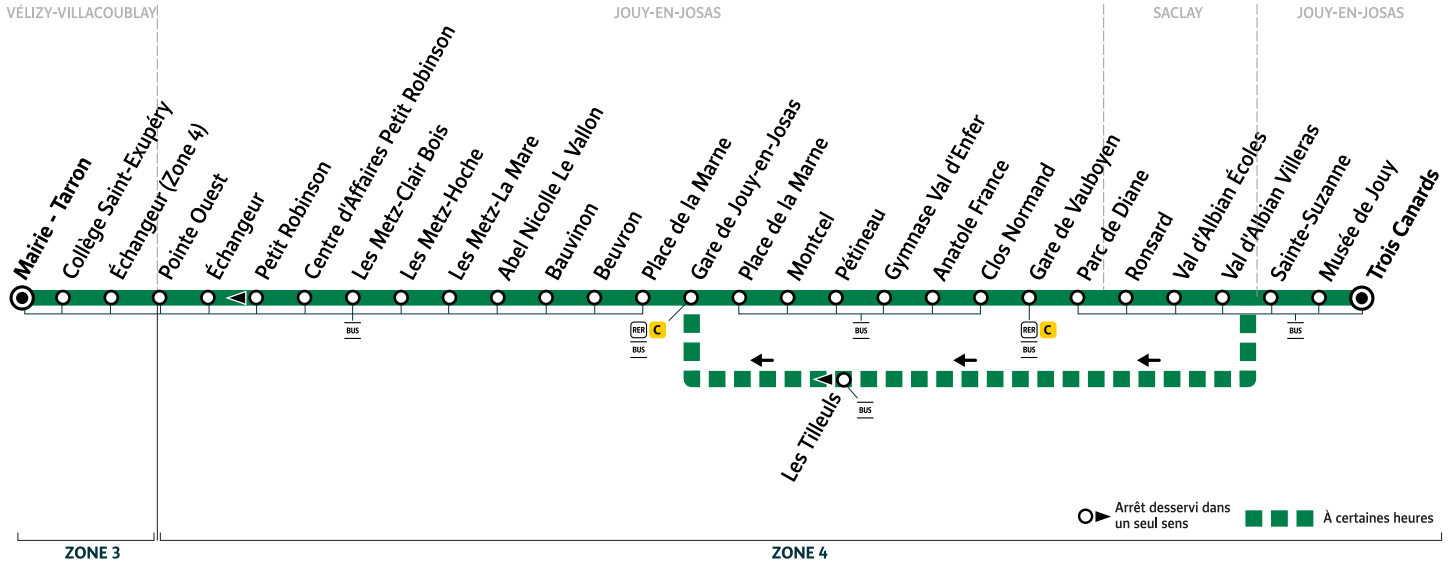 VÉLIZY-VILLACOUBLAY
JOUY-EN-JOSAS
SACLAY
JOUY-EN-JOSAS
Mairie - Tarron
Collège Saint-Exupéry
Échangeur (Zone 4)
Pointe Ouest
Échangeur
Petit Robinson
Centre d'Affaires Petit Robinson
Les Metz-Clair Bois
Les Metz-Hoche
Les Metz-La Mare
Abel Nicolle Le Vallon
Bauvinon
Beuvron
Place de la Marne
Gare de Jouy-en-Josas
Place de la Marne
Montcel
Pétineau
Gymnase Val d'Enfer
Anatole France
Clos Normand
Gare de Vauboyen
Parc de Diane
Ronsard
Val d'Albian Écoles
Val d'Albian Villeras
Sainte-Suzanne
Musée de Jouy
Trois Canards
BUS
RER C
BUS
BUS
RER C
BUS
BUS
Les Tilleuls
BUS
Arrêt desservi dans
un seul sens
À certaines heures
ZONE 3
ZONE 4